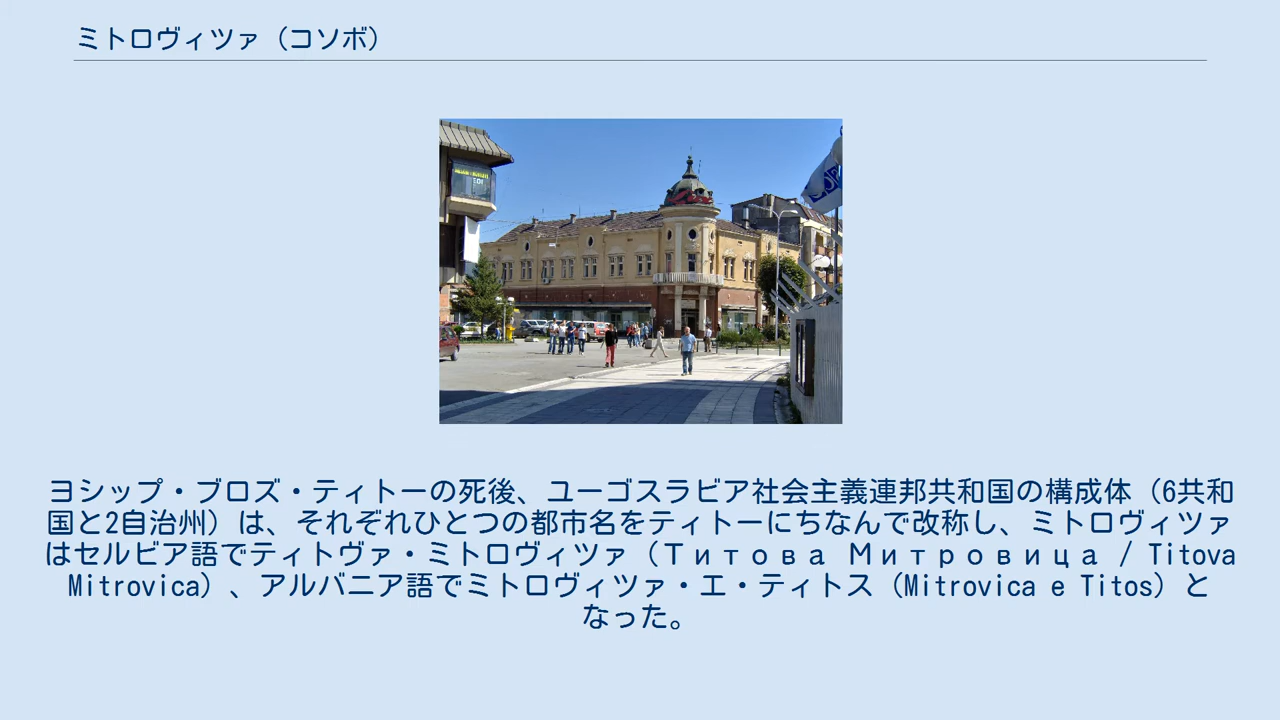 ミトロヴィツァ（コソボ）
ヨシップ・ブロズ・ティトーの死後、ユーゴスラビア社会主義連邦共和国の構成体（6共和
国と2自治州）は、それぞれひとつの都市名をティトーにちなんで改称し、ミトロヴィツァ
はセルビア語でティトヴァ・ミトロヴィツァ（Титова Митровица / Titova
Mitrovica）、アルバニア語でミトロヴィツァ・エ・ティトス（Mitrovica e Titos）と
なった。